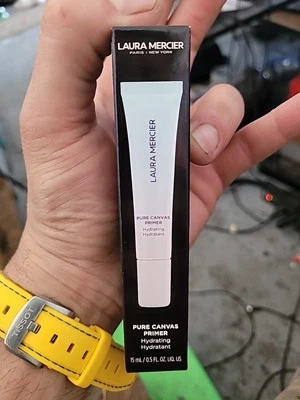 LAURA MERCIER
PARIS | NEW YORK
LAURA MERCIER
PURE CANVAS
PRIMER
Hydrating
Hydratant
PURE CANVAS
PRIMER
Hydrating
Hydratant
15 mL / 0.5 FL. OZ. LIQ. US
TISSOT